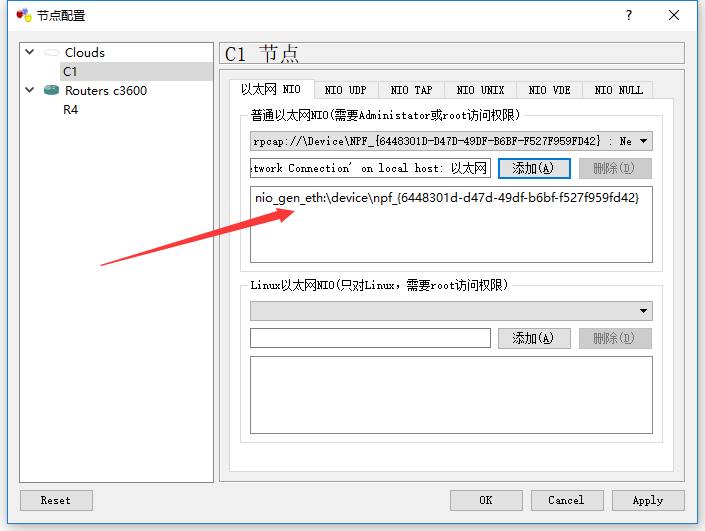 节点配置
?
Clouds
C1
Routers c3600
R4
C1 节点
以太网 NIO
NIO UDP
NIO TAP
NIO UNIX
NIO VDE
NIO NULL
普通以太网NIO(需要Administator或root访问权限)
rpcap://\Device\NPF_{6448301D-D47D-49DF-B6BF-F527F959FD42} : Ne
etwork Connection' on local host: 以太网
添加(A)
删除(D)
nio_gen_eth:\device\npf_{6448301d-d47d-49df-b6bf-f527f959fd42}
Linux以太网NIO(只对Linux，需要root访问权限)
添加(A)
删除(D)
Reset
OK
Cancel
Apply